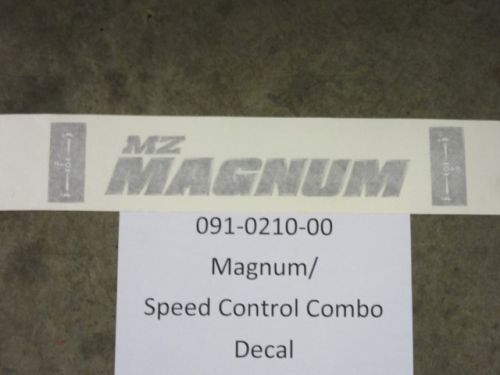 MZ
MAGNUM
091-0210-00
Magnum/
Speed Control Combo
Decal